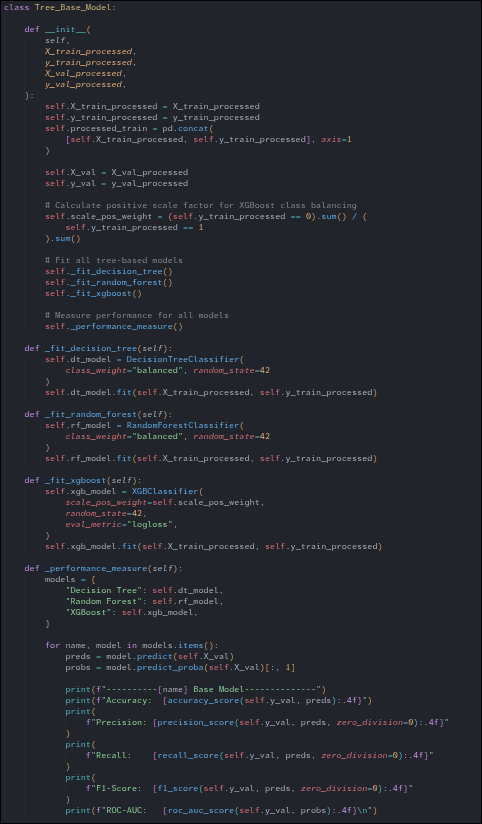 class Tree_Base_Model:
    def __init__(
        self,
        X_train_processed,
        y_train_processed,
        X_val_processed,
        y_val_processed,
    ):
        self.X_train_processed = X_train_processed
        self.y_train_processed = y_train_processed
        self.processed_train = pd.concat(
            [self.X_train_processed, self.y_train_processed], axis=1
        )
        self.X_val = X_val_processed
        self.y_val = y_val_processed
        # Calculate positive scale factor for XGBoost class balancing
        self.scale_pos_weight = (self.y_train_processed == 0).sum() / (
            self.y_train_processed == 1
        ).sum()
        # Fit all tree-based models
        self._fit_decision_tree()
        self._fit_random_forest()
        self._fit_xgboost()
        # Measure performance for all models
        self._performance_measure()
    def _fit_decision_tree(self):
        self.dt_model = DecisionTreeClassifier(
            class_weight="balanced", random_state=42
        )
        self.dt_model.fit(self.X_train_processed, self.y_train_processed)
    def _fit_random_forest(self):
        self.rf_model = RandomForestClassifier(
            class_weight="balanced", random_state=42
        )
        self.rf_model.fit(self.X_train_processed, self.y_train_processed)
    def _fit_xgboost(self):
        self.xgb_model = XGBClassifier(
            scale_pos_weight=self.scale_pos_weight,
            random_state=42,
            eval_metric="logloss",
        )
        self.xgb_model.fit(self.X_train_processed, self.y_train_processed)
    def _performance_measure(self):
        models = {
            "Decision Tree": self.dt_model,
            "Random Forest": self.rf_model,
            "XGBoost": self.xgb_model,
        }
        for name, model in models.items():
            preds = model.predict(self.X_val)
            probs = model.predict_proba(self.X_val)[:, 1]
            print(f"----------{name} Base Model--------------")
            print(f"Accuracy:  {accuracy_score(self.y_val, preds):.4f}")
            print(
                f"Precision: {precision_score(self.y_val, preds, zero_division=0):.4f}"
            )
            print(
                f"Recall:    {recall_score(self.y_val, preds, zero_division=0):.4f}"
            )
            print(
                f"F1-Score:  {f1_score(self.y_val, preds, zero_division=0):.4f}"
            )
            print(f"ROC-AUC:   {roc_auc_score(self.y_val, probs):.4f}\n")